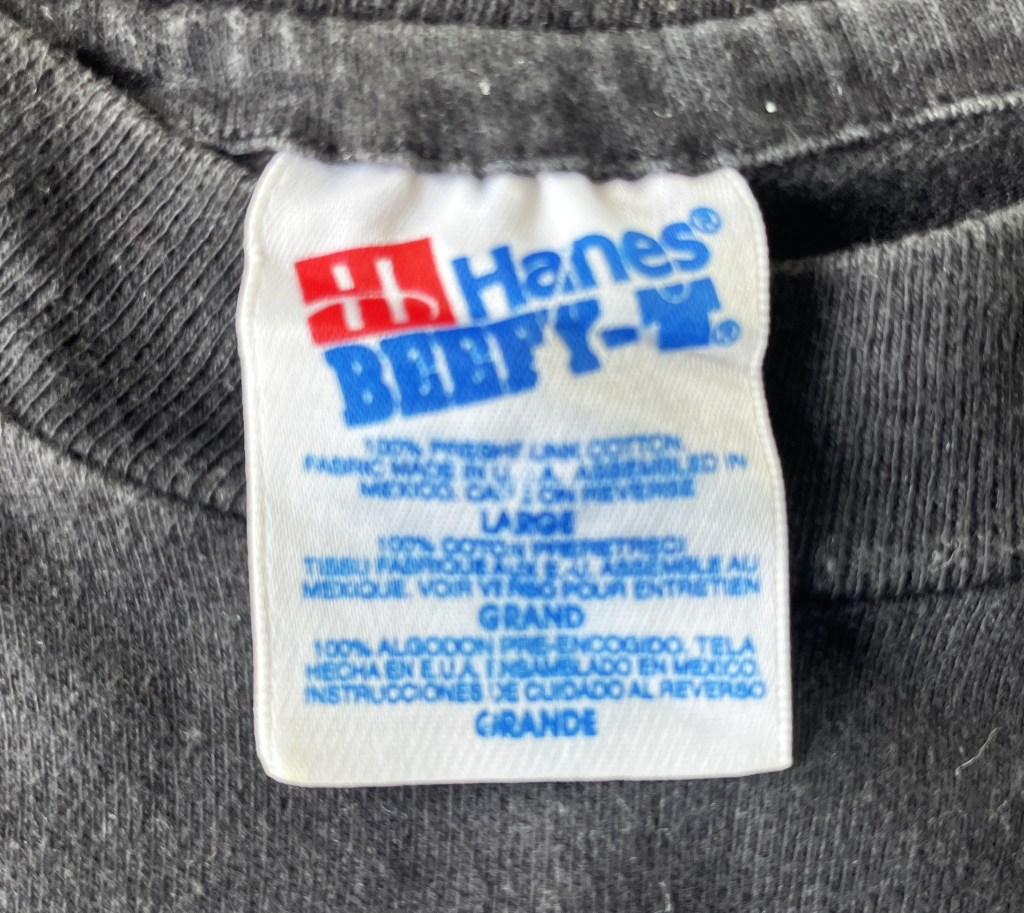 Hanes®
BEEFY-T®
100% PRESHRUNK COTTON
FABRIC MADE IN U.S.A. ASSEMBLED IN
MEXICO. CARE ON REVERSE
LARGE
100% COTON PRERETRECI
TISSU FABRIQUE AUX E.U. ASSEMBLE AU
MEXIQUE. VOIR VERSO POUR ENTRETIEN
GRAND
100% ALGODON PRE-ENCOGIDO. TELA
HECHA EN E.U.A. ENSAMBLADO EN MEXICO.
INSTRUCCIONES DE CUIDADO AL REVERSO
GRANDE